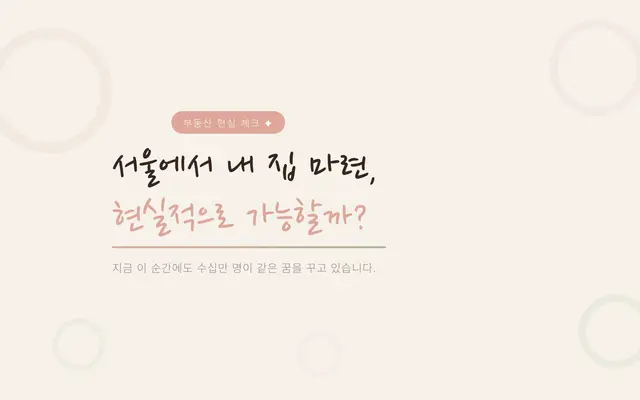 부동산 현실 체크 ✦
서울에서 내 집 마련,
현실적으로 가능할까?
지금 이 순간에도 수십만 명이 같은 꿈을 꾸고 있습니다.